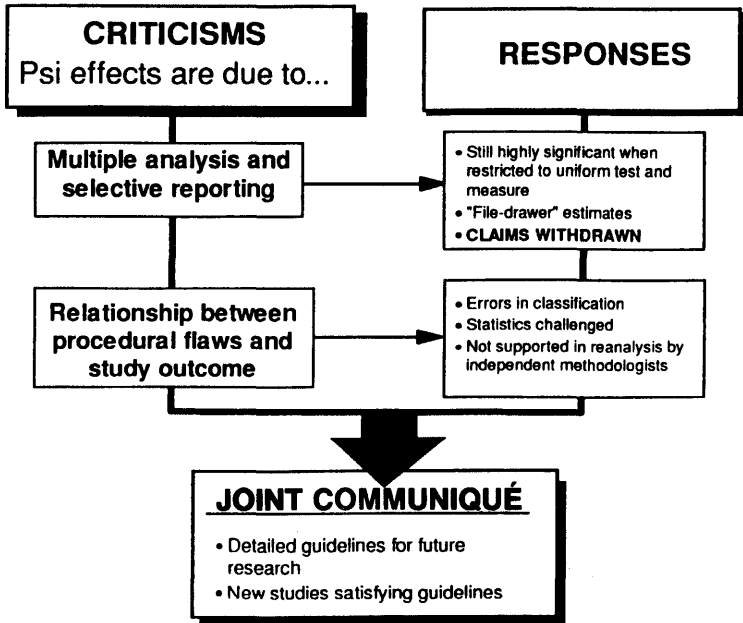 CRITICISMS
Psi effects are due to...
RESPONSES
Multiple analysis and
selective reporting
• Still highly significant when
restricted to uniform test and
measure
• "File-drawer" estimates
• CLAIMS WITHDRAWN
Relationship between
procedural flaws and
study outcome
• Errors in classification
• Statistics challenged
• Not supported in reanalysis by
independent methodologists
JOINT COMMUNIQUÉ
• Detailed guidelines for future
research
• New studies satisfying guidelines